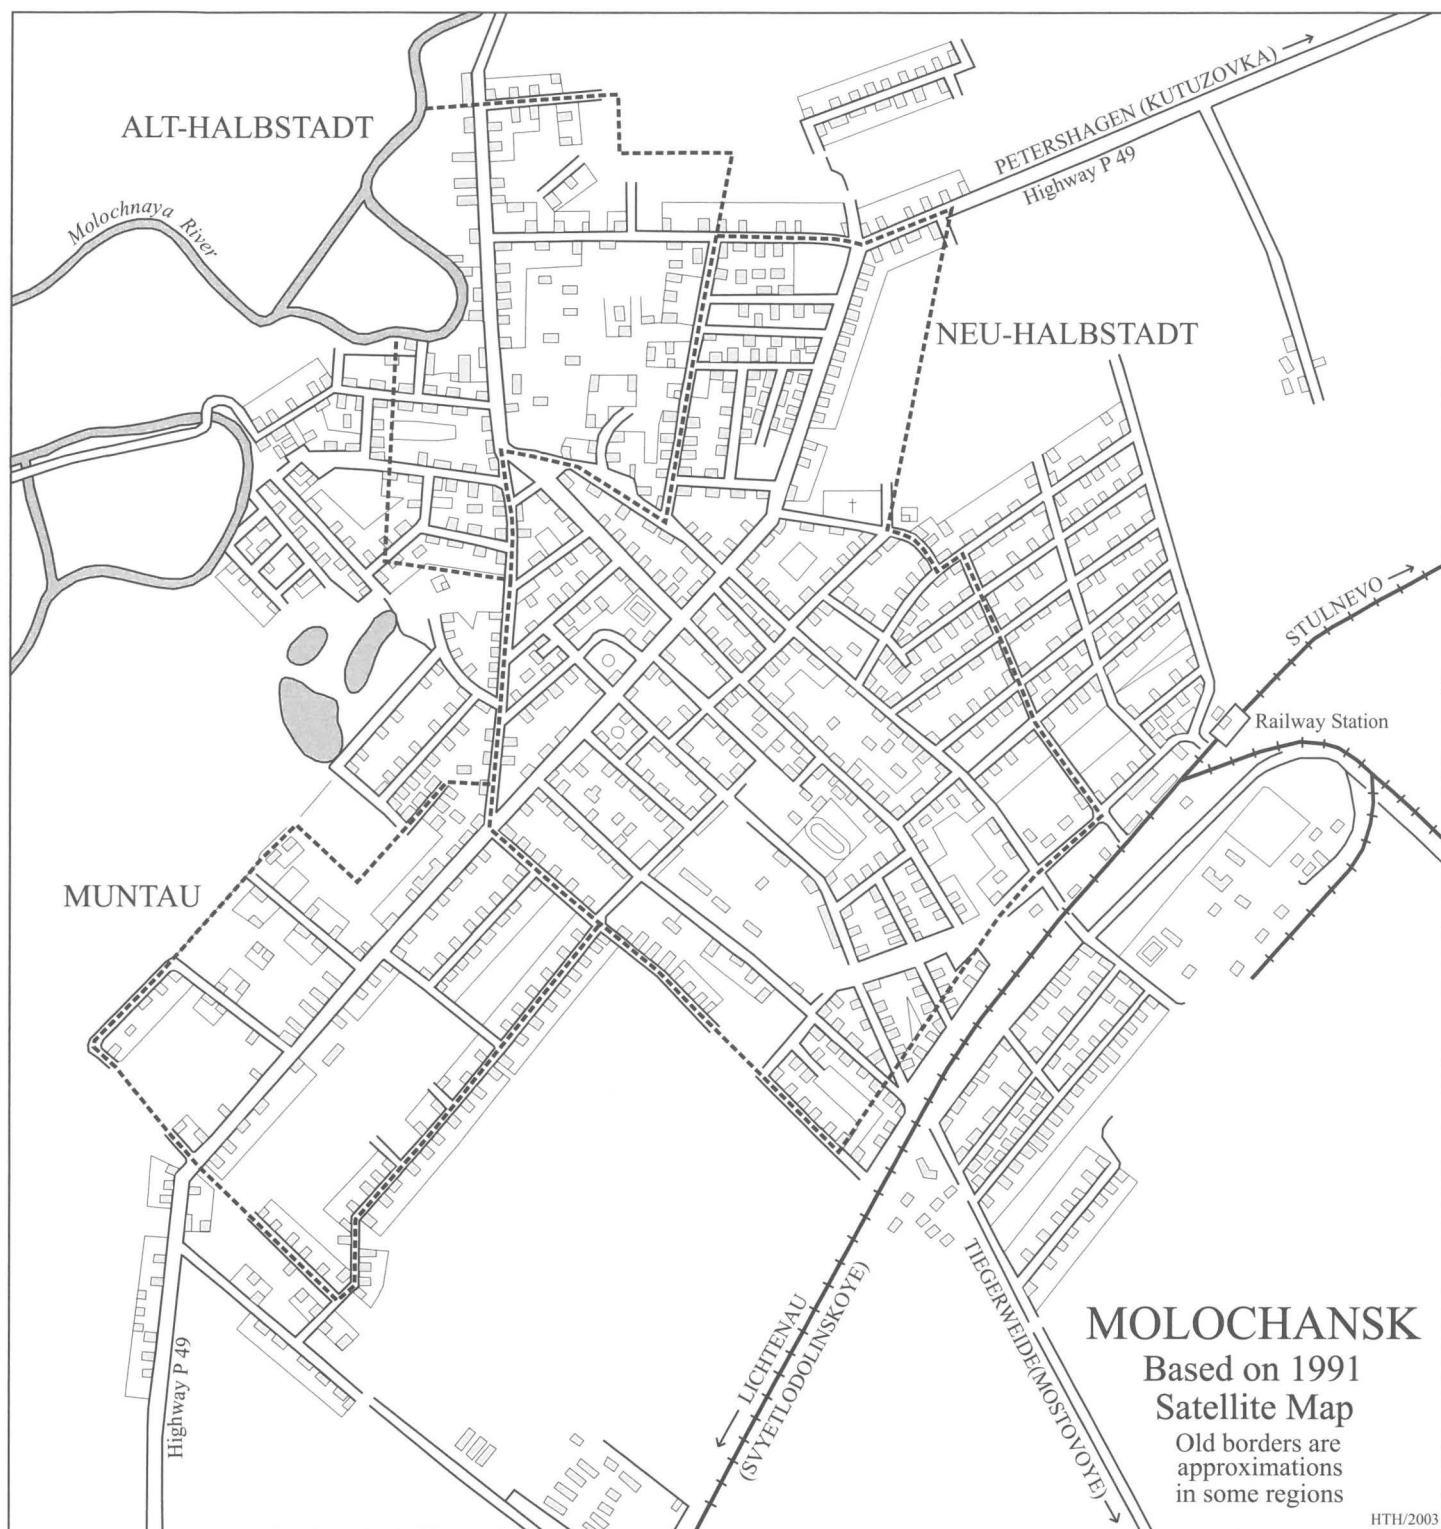 ALT-HALBSTADT
PETERSHAGEN (KUTUZOVKA)
Highway P 49
Molochnaya River
NEU-HALBSTADT
STULNEVO
Railway Station
MUNTAU
Highway P 49
LICHTENAU
(SVYETLODOLINSKOYE)
TIEGERWEIDE(MOSTOVOYE)
MOLOCHANSK
Based on 1991
Satellite Map
Old borders are
approximations
in some regions
HTH/2003